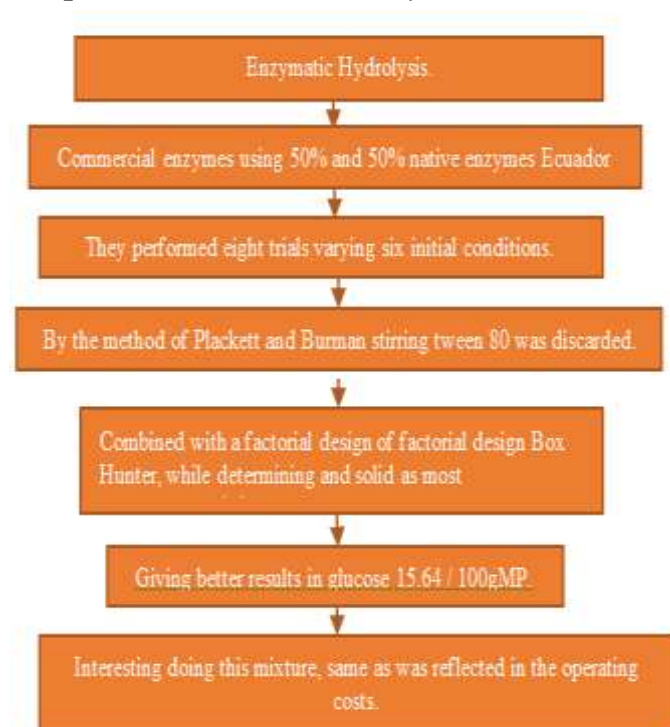 Enzymatic Hydrolysis.
Commercial enzymes using 50% and 50% native enzymes Ecuador
They performed eight trials varying six initial conditions.
By the method of Plackett and Burman stirring tween 80 was discarded.
Combined with a factorial design of factorial design Box
Hunter, while determining and solid as most
Giving better results in glucose 15.64 / 100gMP.
Interesting doing this mixture, same as was reflected in the operating
costs.